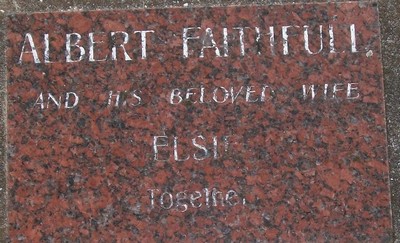 ALBERT FAITHFULL
AND HIS BELOVED WIFE
ELSIE
Together